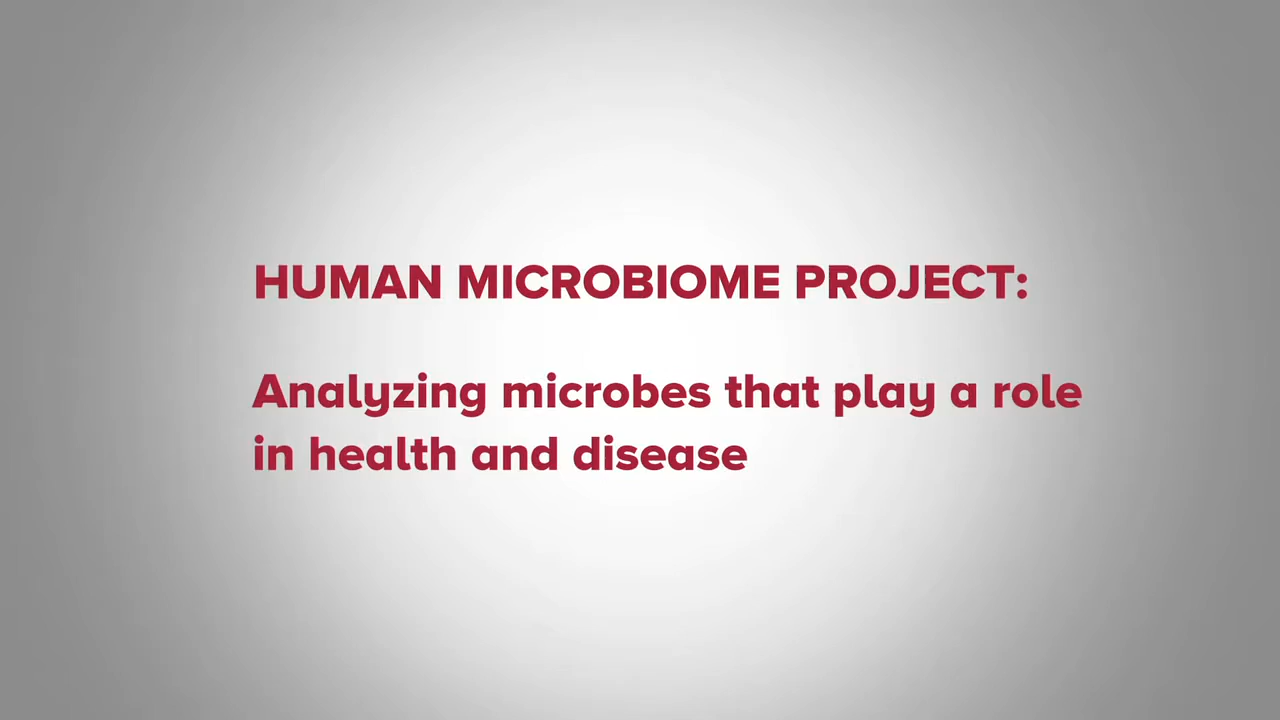 HUMAN MICROBIOME PROJECT:
Analyzing microbes that play a role
in health and disease